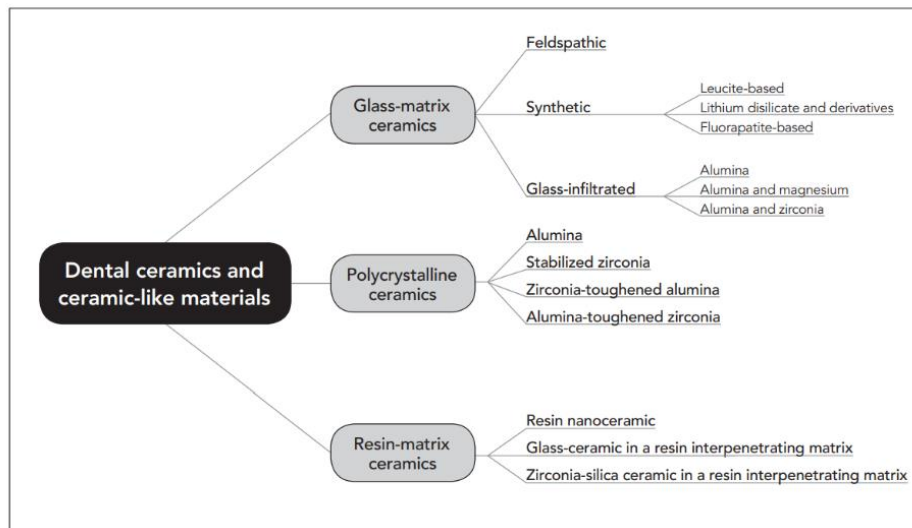 Feldspathic
Glass-matrix
ceramics
Synthetic
Leucite-based
Lithium disilicate and derivatives
Fluorapatite-based
Glass-infiltrated
Alumina
Alumina and magnesium
Alumina and zirconia
Dental ceramics and
ceramic-like materials
Polycrystalline
ceramics
Alumina
Stabilized zirconia
Zirconia-toughened alumina
Alumina-toughened zirconia
Resin-matrix
ceramics
Resin nanoceramic
Glass-ceramic in a resin interpenetrating matrix
Zirconia-silica ceramic in a resin interpenetrating matrix